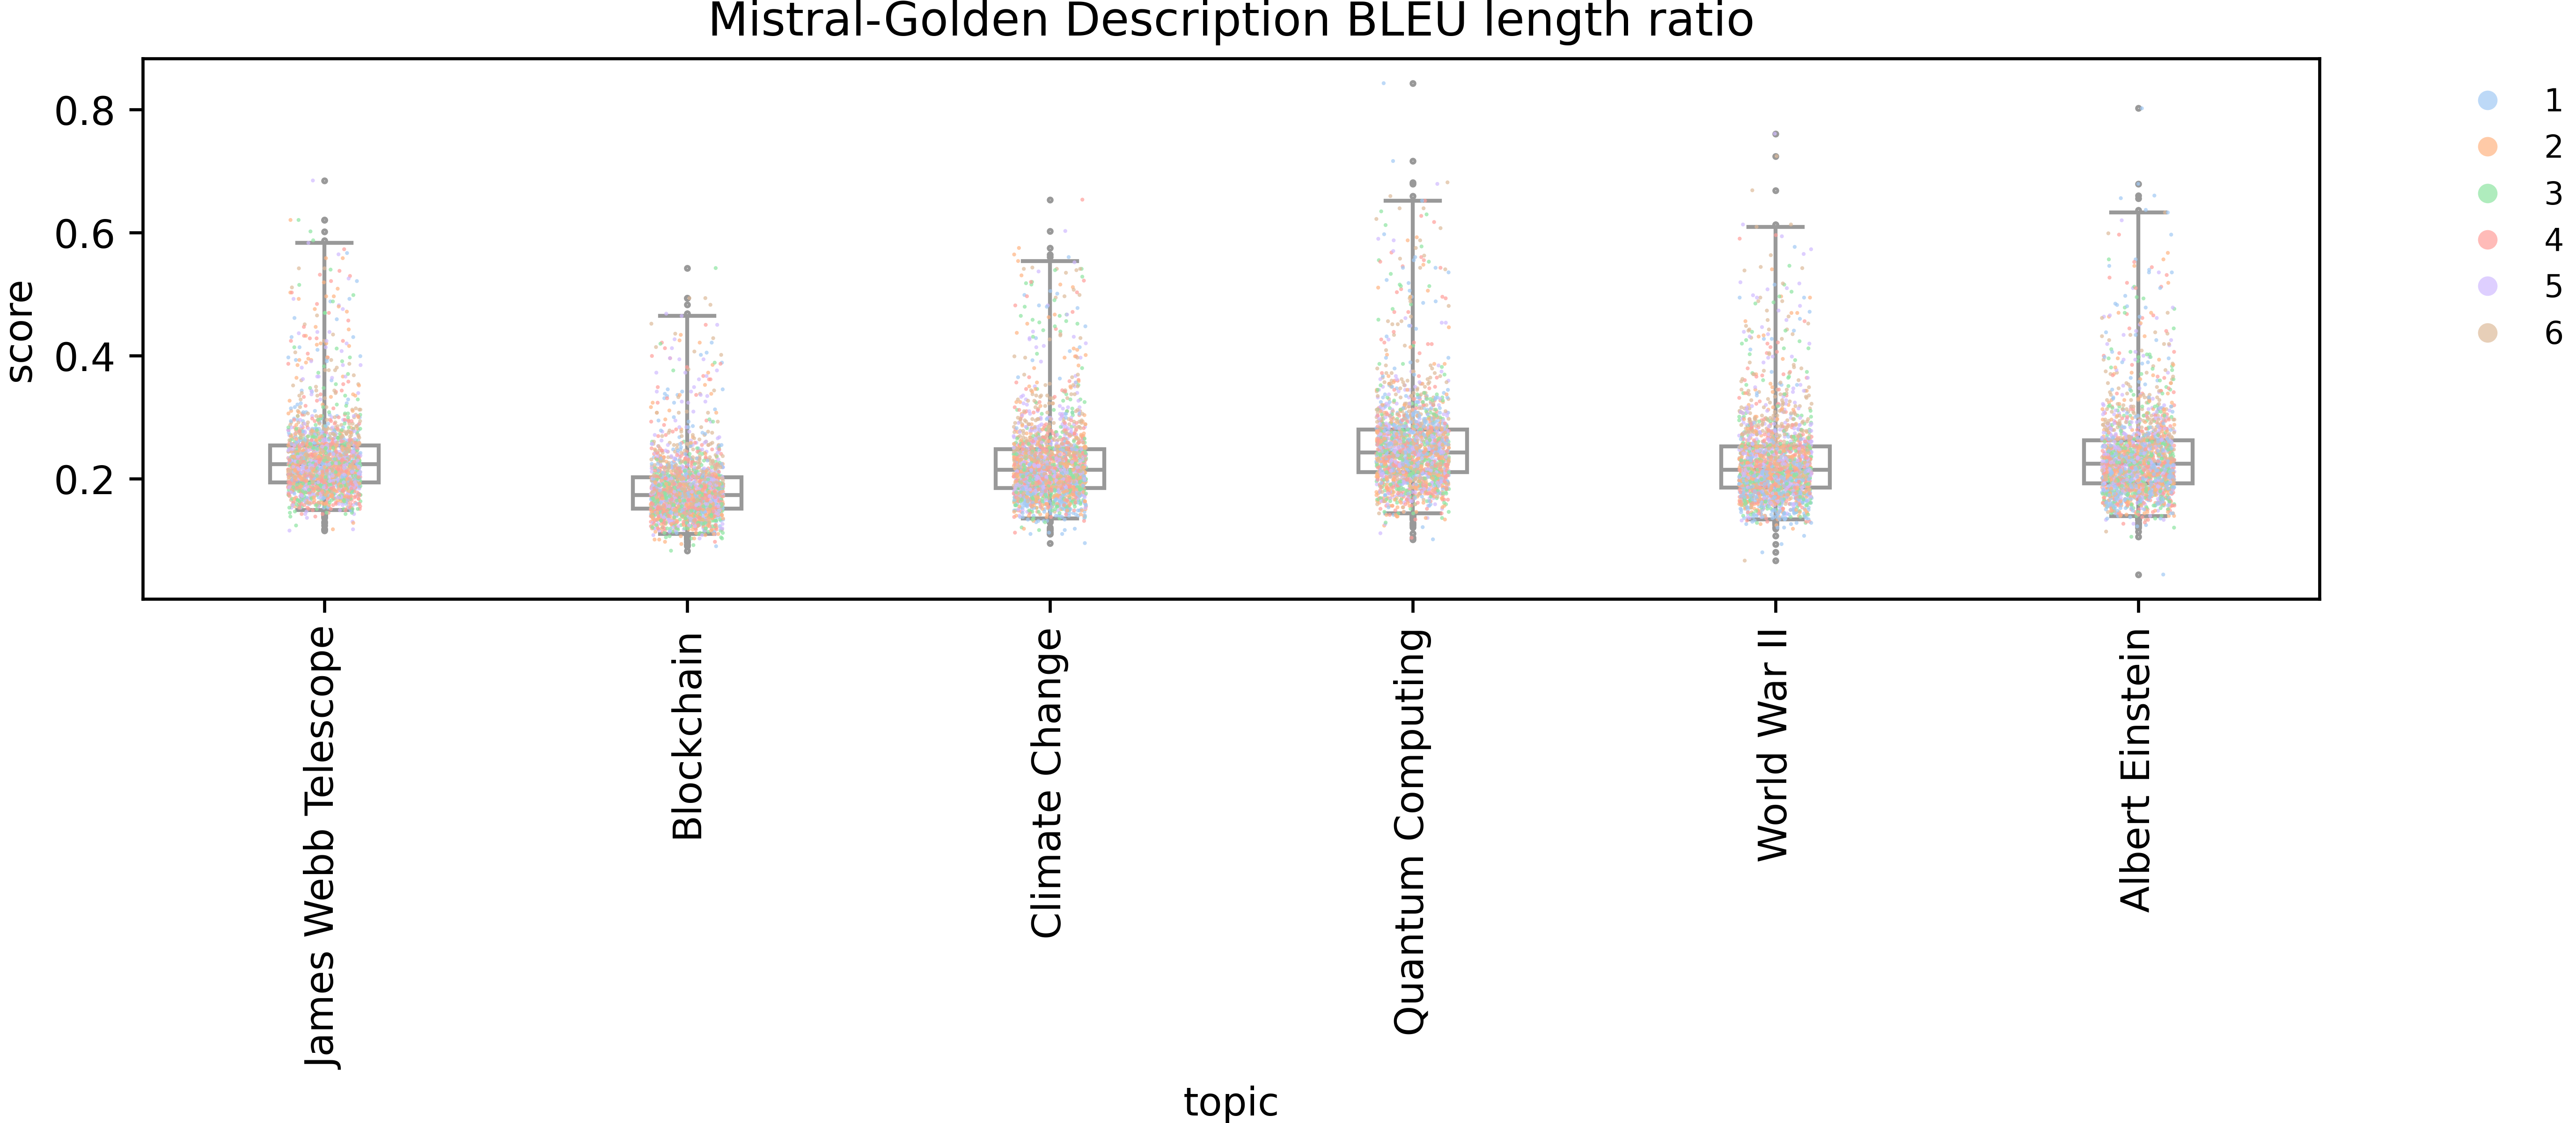 Mistral-Golden Description BLEU length ratio
score
0.8
0.6
0.4
0.2
1
2
3
4
5
6
James Webb Telescope
Blockchain
Climate Change
Quantum Computing
World War II
Albert Einstein
topic